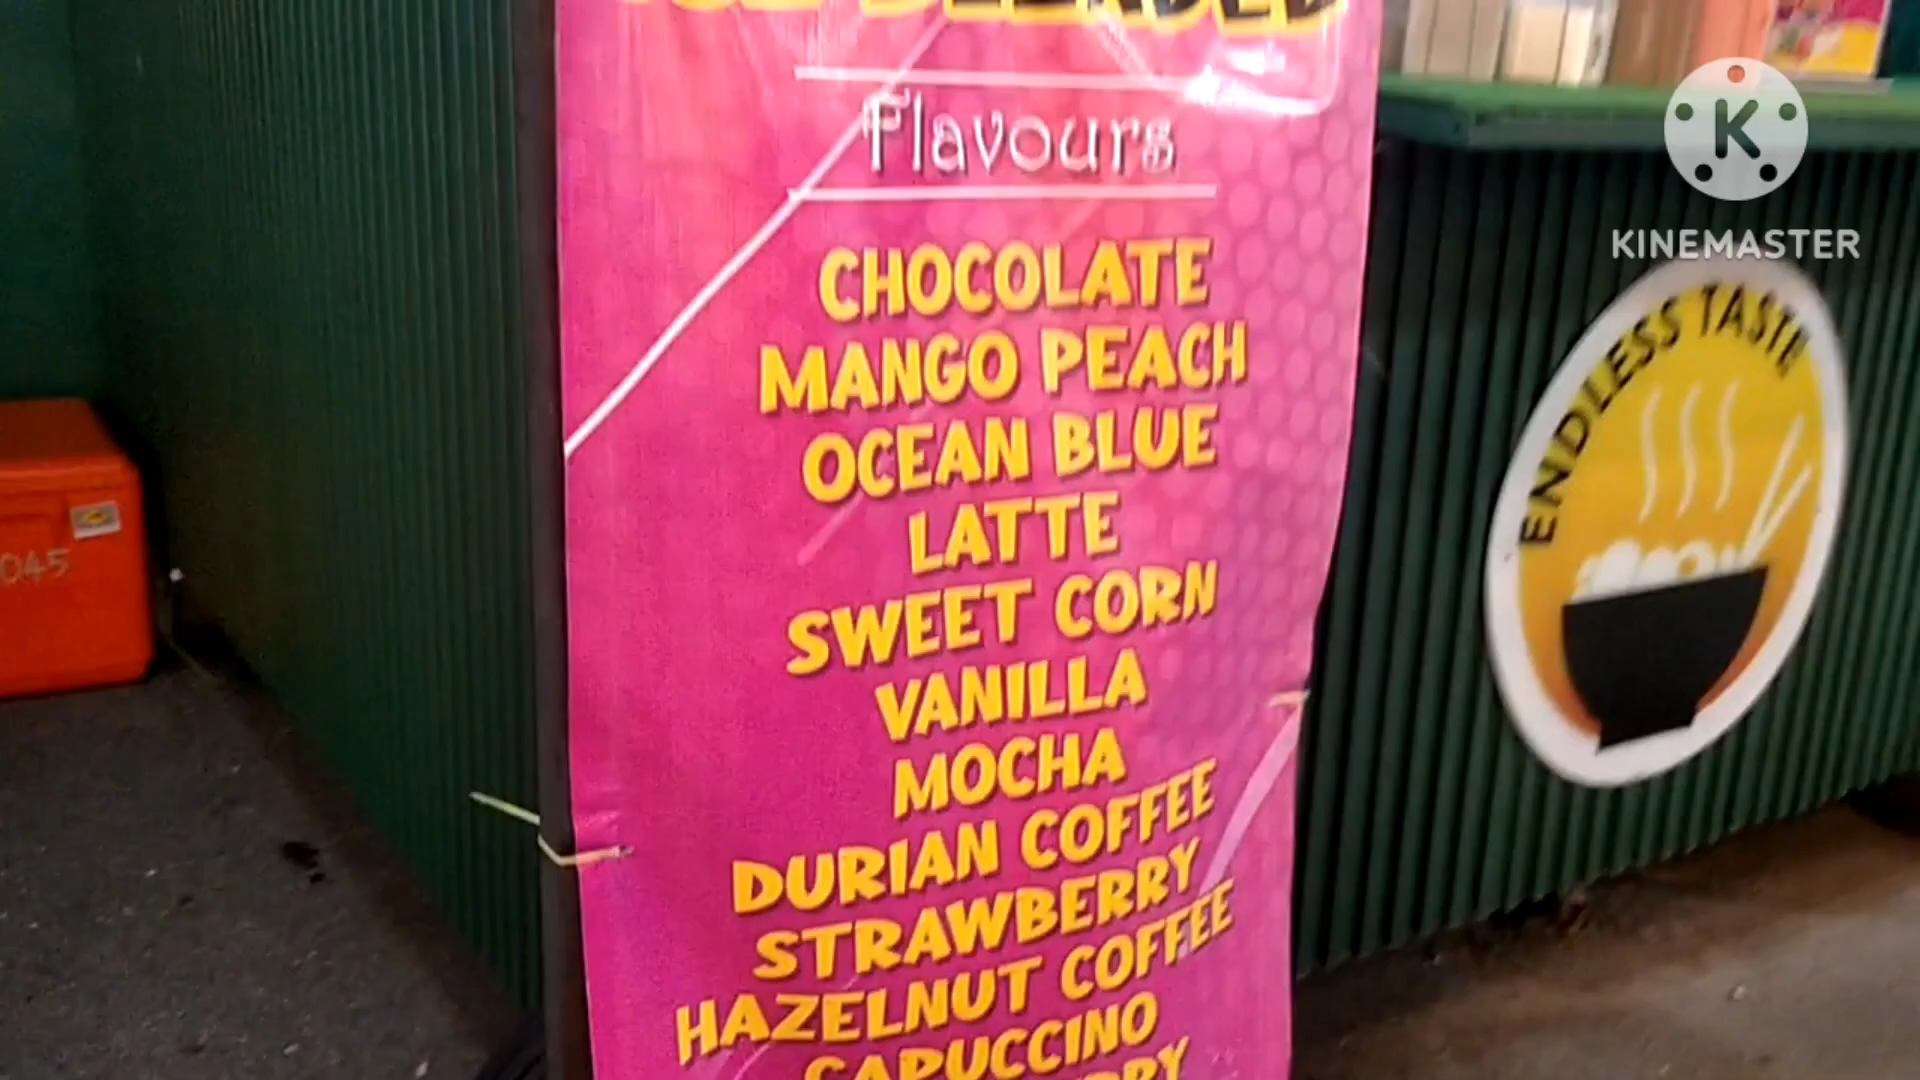 Flavours
CHOCOLATE
MANGO PEACH
OCEAN BLUE
LATTE
SWEET CORN
VANILLA
MOCHA
DURIAN COFFEE
STRAWBERRY
HAZELNUT COFFEE
CAPUCCINO
KINEMASTER
ENDLESS TASTE
045